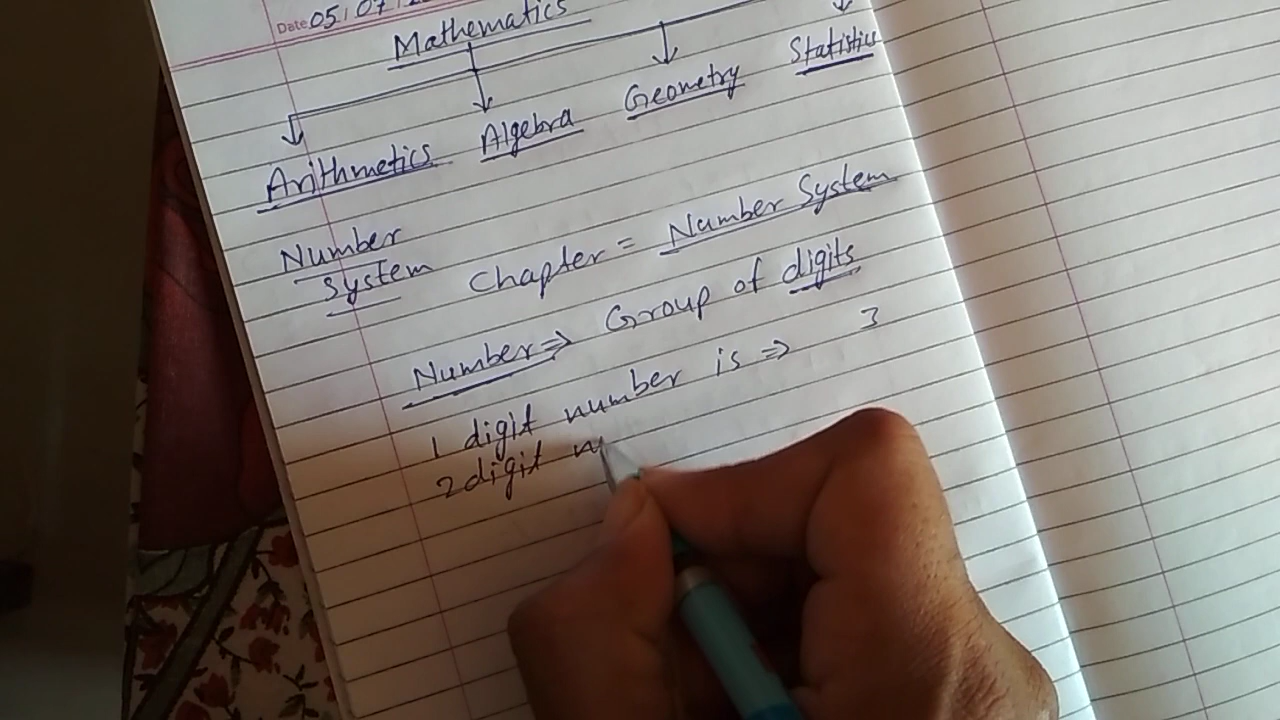 Date 05/07/2
Mathematics
Arithmetics Algebra Geometry Statistics
Number
System
Chapter = Number System
Number ⇒ Group of digits
1 digit number is ⇒ 3
2 digit